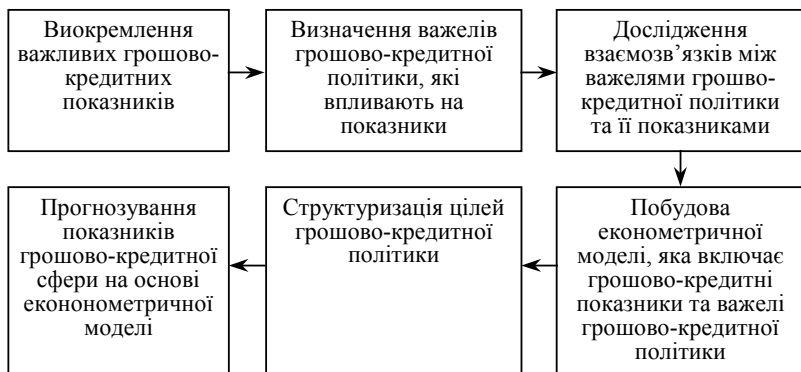 Виокремлення
важливих грошово-
кредитних
показників
Визначення важелів
грошово-кредитної
політики, які
впливають на
показники
Дослідження
взаємозв’язків між
важелями грошво-
кредитної політики
та її показниками
Прогнозування
показників
грошово-кредитної
сфери на основі
економонетричної
моделі
Структуризація цілей
грошово-кредитної
політики
Побудова
економетричної
моделі, яка включає
грошово-кредитні
показники та важелі
грошово-кредитної
політики